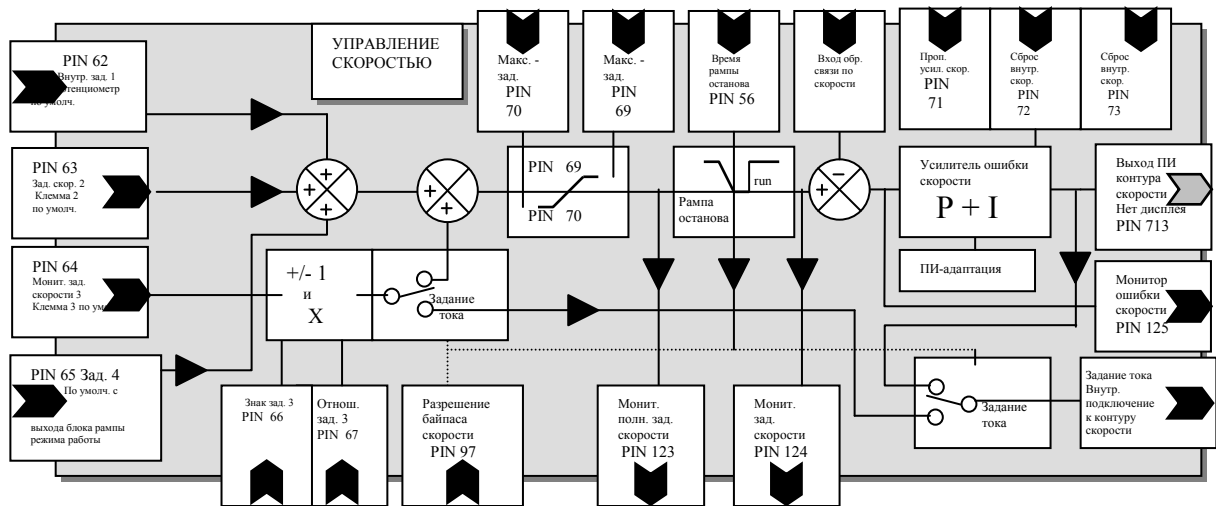 УПРАВЛЕНИЕ
СКОРОСТЬЮ
PIN 62
Внутр. зад. 1
по умолч.
PIN 63
Зад. скор. 2
Клемма 2
по умолч.
PIN 64
Монит. зад.
скорости 3
Клемма 3 по
PIN 65 Зад. 4
По умолч. с
выхода блока рампы
режима работы
Макс. -
зад.
PIN
70
Макс. -
зад.
PIN
69
Время
рампы
останова
PIN 56
Вход обр.
связи по
скорости
Проп.
усил. скор.
PIN
71
Сброс
внутр.
скор.
PIN
72
Сброс
внутр.
скор.
PIN
73
+
+
+
+
+
PIN 69
PIN 70
run
Рампа
останова
-
+
Усилитель ошибки
скорости
P + I
ПИ-адаптация
Выход ПИ
контура
скорости
Нет дисплея
PIN 713
Монитор
ошибки
скорости
PIN 125
+/- 1
и
X
Задание
тока
Задание
тока
Задание тока
Внутр.
подключение
к контуру
скорости
Знак зад. 3
PIN 66
Отнош.
зад. 3
PIN 67
Разрешение
байпаса
скорости
PIN 97
Монит.
полн. зад.
скорости
PIN 123
Монит.
зад.
скорости
PIN 124